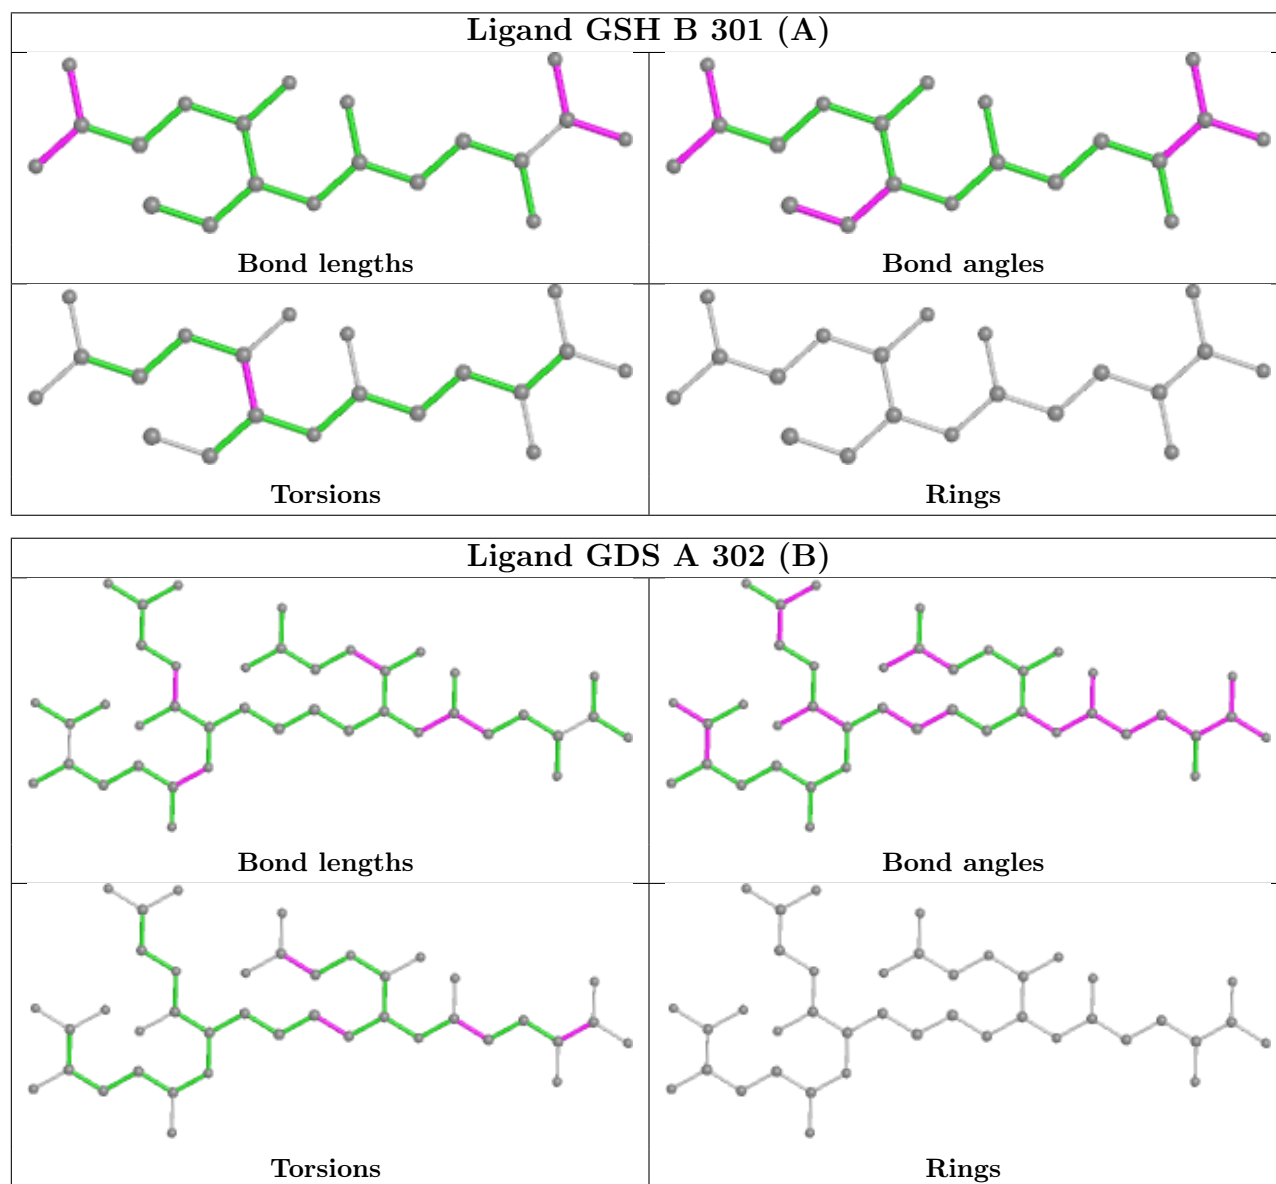 Ligand GSH B 301 (A)
Bond lengths
Bond angles
Torsions
Rings
Ligand GDS A 302 (B)
Bond lengths
Bond angles
Torsions
Rings